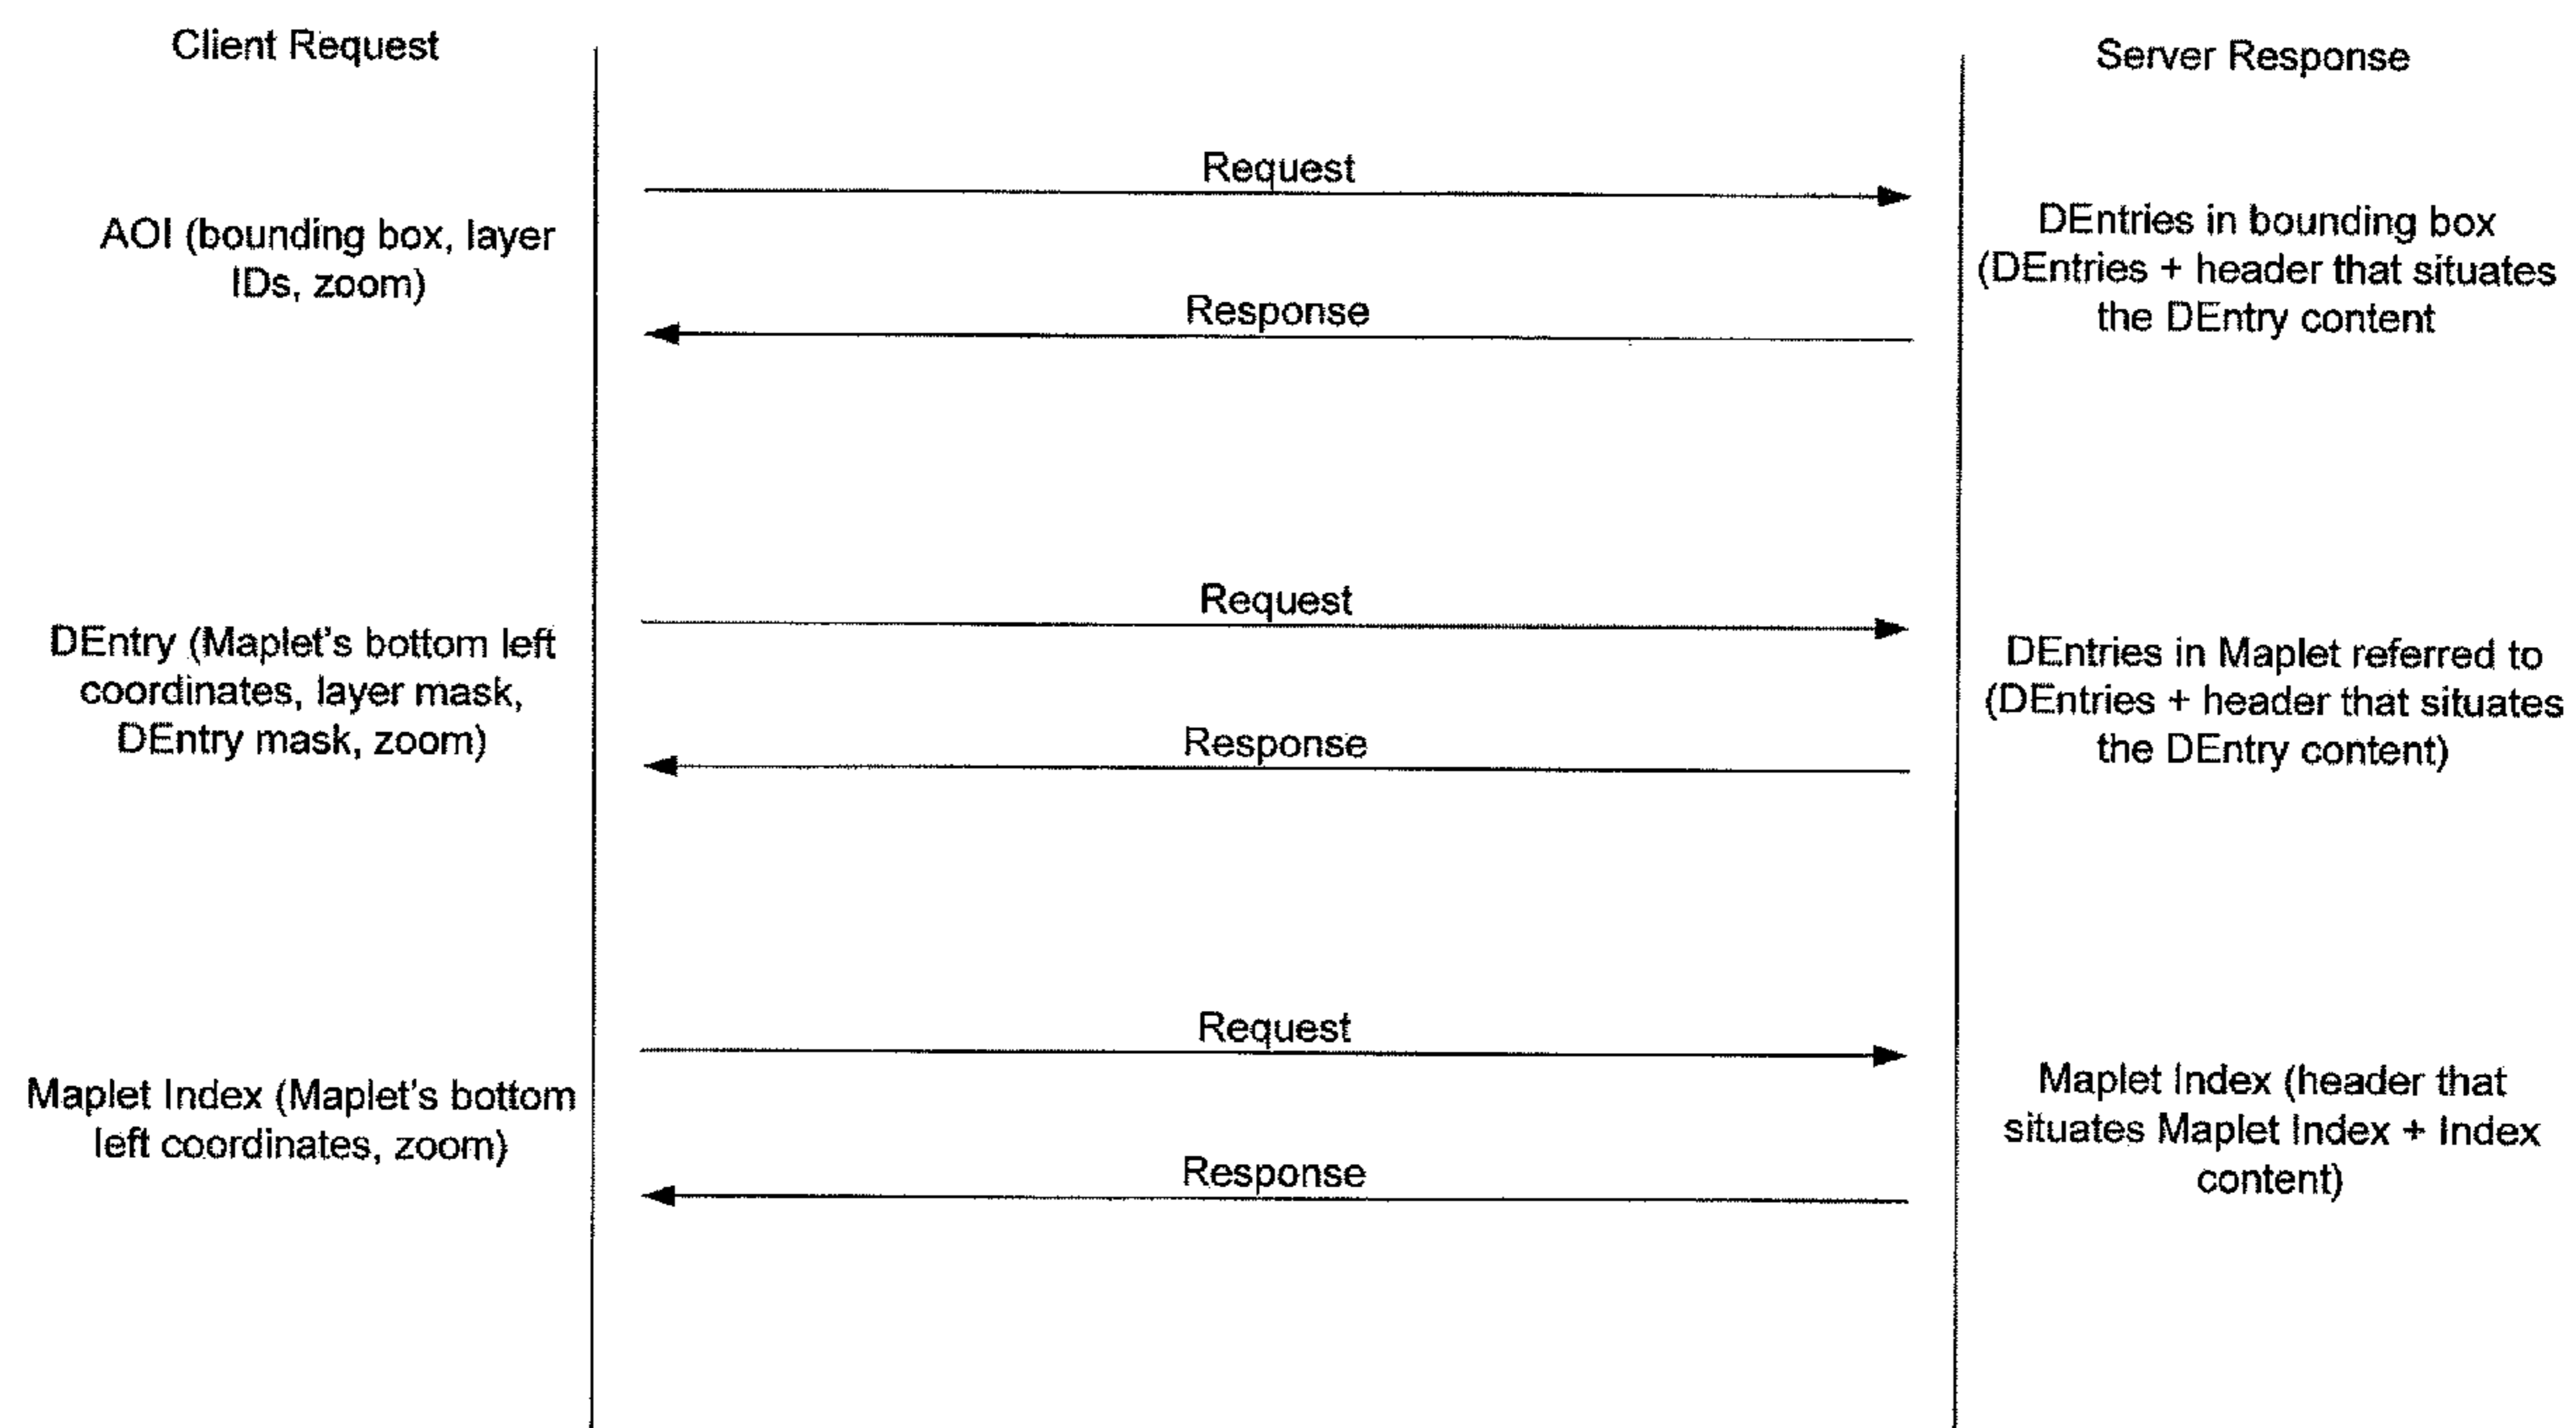 Client Request
Server Response
Request
AOI (bounding box, layer
IDs, zoom)
DEntries in bounding box
(DEntries + header that situates
the DEntry content
Response
Request
DEntry (Maplet's bottom left
coordinates, layer mask,
DEntry mask, zoom)
DEntries in Maplet referred to
(DEntries + header that situates
the DEntry content)
Response
Request
Maplet Index (Maplet's bottom
left coordinates, zoom)
Maplet Index (header that
situates Maplet Index + Index
content)
Response